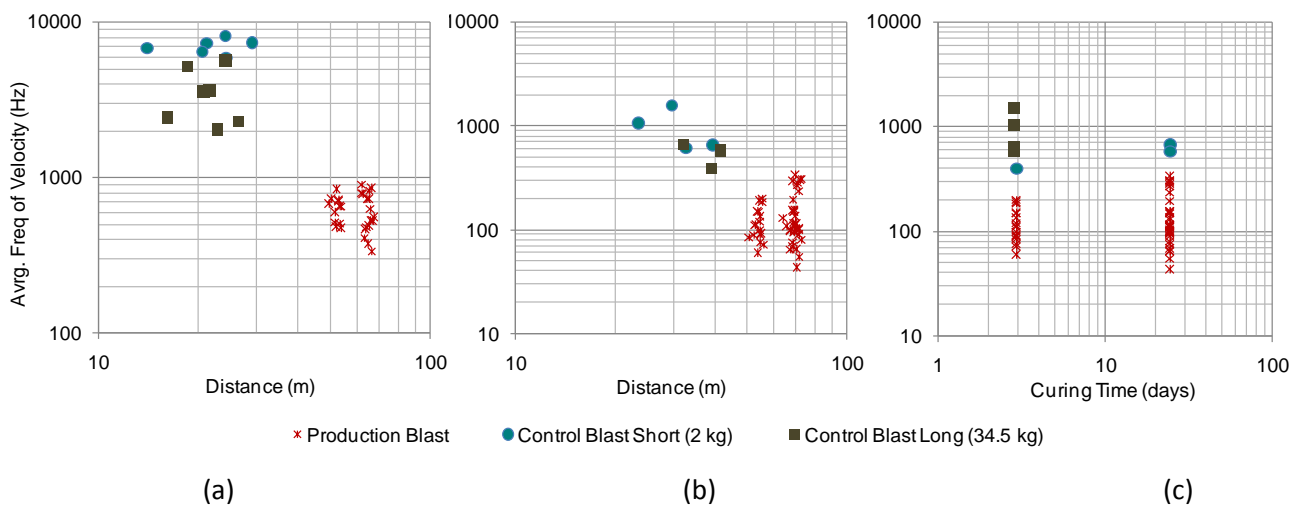 Avrg. Freq of Velocity (Hz)
10000
1000
100
10
100
Distance (m)
10000
1000
100
10
10
100
Distance (m)
10000
1000
100
10
1
10
100
Curing Time (days)
Production Blast
Control Blast Short (2 kg)
Control Blast Long (34.5 kg)
(a)
(b)
(c)